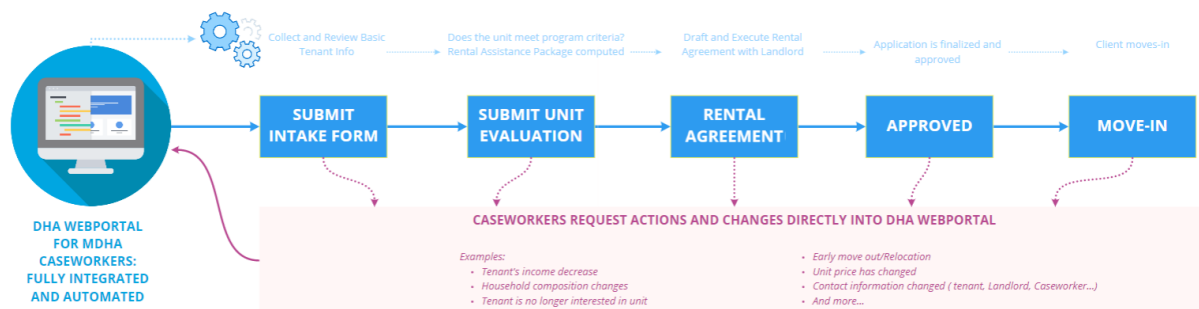 Collect and Review Basic
Tenant Info
Does the unit meet program criteria?
Rental Assistance Package computed
Draft and Execute Rental
Agreement with Landlord
Application is finalized and
approved
Client moves-in
SUBMIT
INTAKE FORM
SUBMIT UNIT
EVALUATION
RENTAL
AGREEMENT
APPROVED
MOVE-IN
DHA WEBPORTAL
FOR MDHA
CASEWORKERS:
FULLY INTEGRATED
AND AUTOMATED
CASEWORKERS REQUEST ACTIONS AND CHANGES DIRECTLY INTO DHA WEBPORTAL
Examples:
• Tenant's income decrease
• Household composition changes
• Tenant is no longer interested in unit
• Early move out/Relocation
• Unit price has changed
• Contact information changed ( tenant, Landlord, Caseworker...)
• And more...